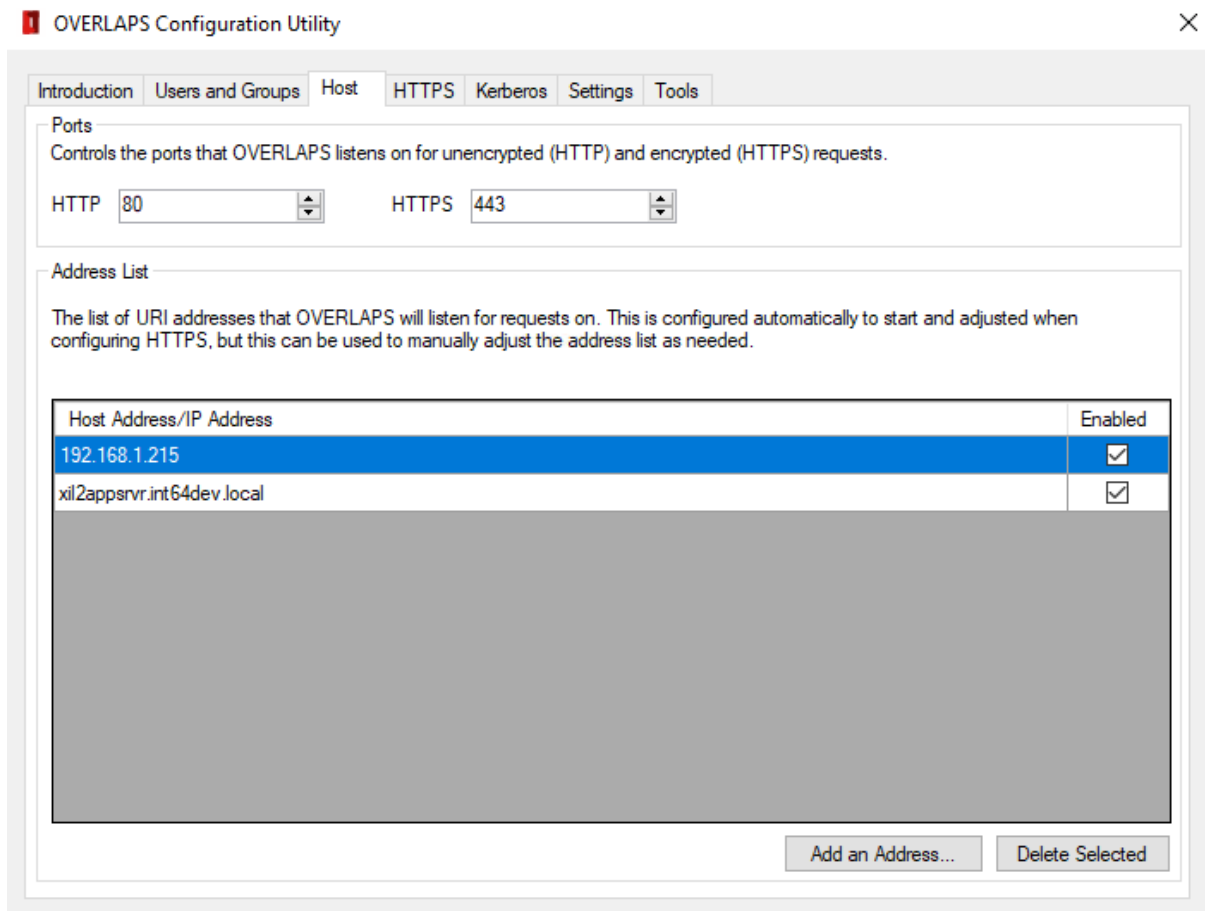 OVERLAPS Configuration Utility
Introduction Users and Groups Host HTTPS Kerberos Settings Tools
Ports
Controls the ports that OVERLAPS listens on for unencrypted (HTTP) and encrypted (HTTPS) requests.
HTTP 80 HTTPS 443
Address List
The list of URI addresses that OVERLAPS will listen for requests on. This is configured automatically to start and adjusted when
configuring HTTPS, but this can be used to manually adjust the address list as needed.
Host Address/IP Address Enabled
192.168.1.215
xil2appsrvr.int64dev.local
Add an Address... Delete Selected